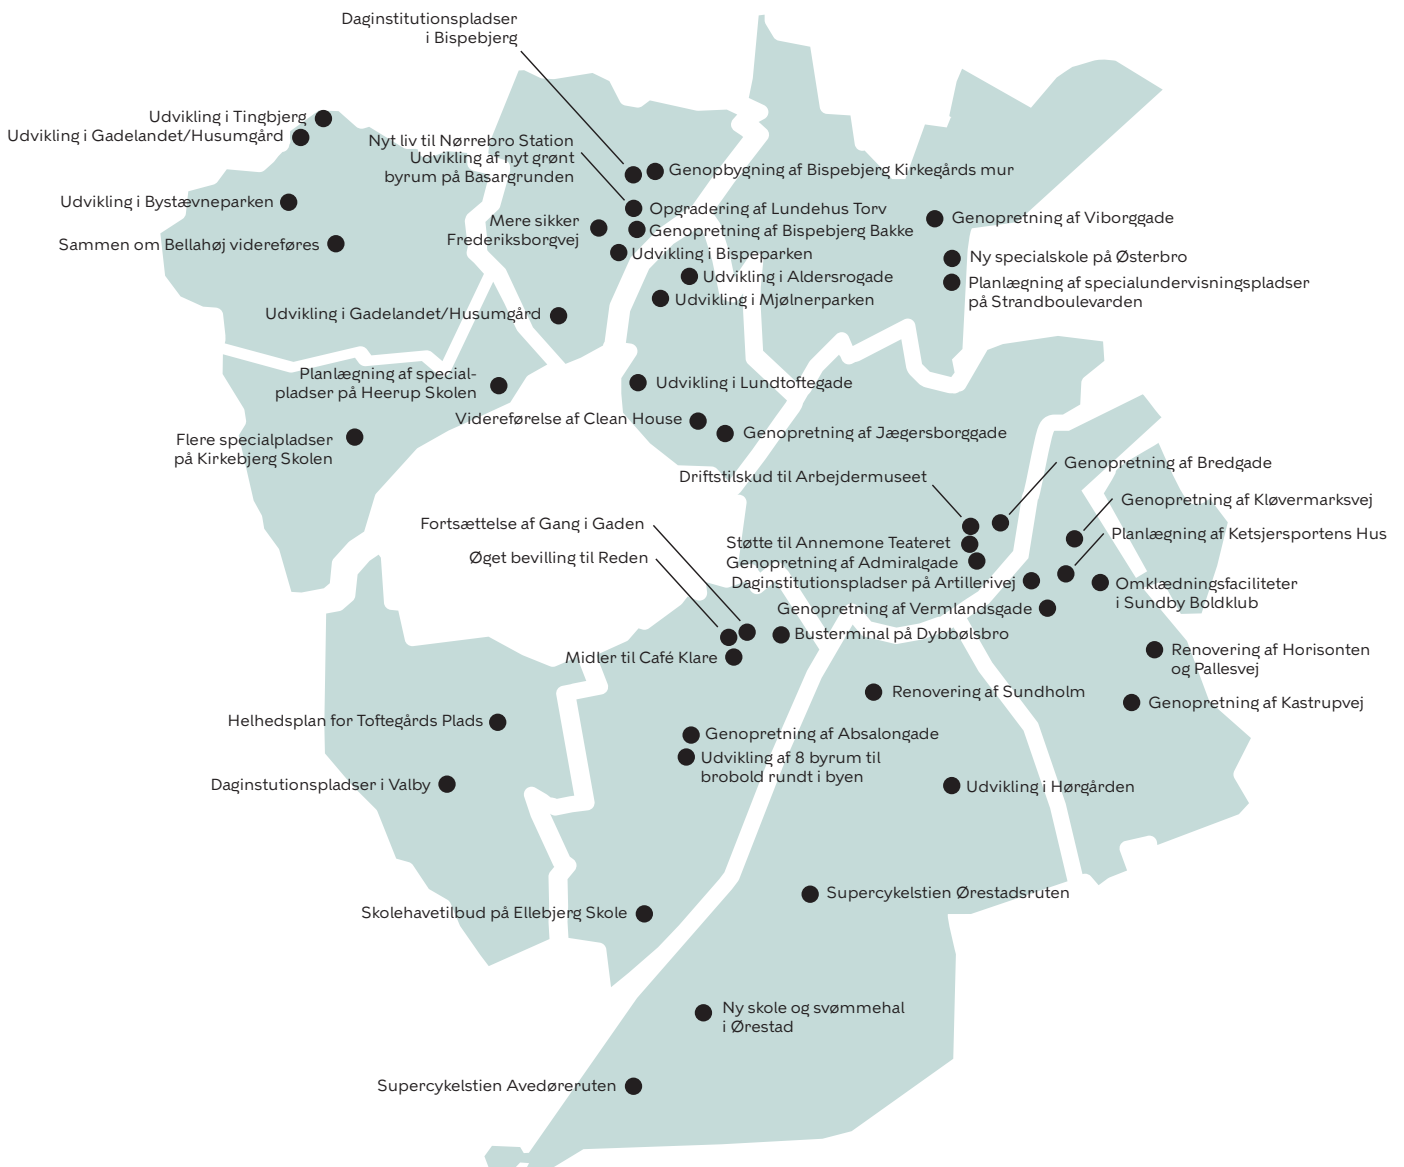 Daginstitutionspladser
i Bispebjerg
Udvikling i Tingbjerg
Udvikling i Gadelandet/Husumgård
Nyt liv til Nørrebro Station
Udvikling af nyt grønt
byrum på Basargrunden
Genopbygning af Bispebjerg Kirkegårds mur
Udvikling i Bystævneparken
Opgradering af Lundehus Torv
Mere sikker
Frederiksborgvej
Genopretning af Bispebjerg Bakke
Genopretning af Viborggade
Sammen om Bellahøj videreføres
Udvikling i Bispeparken
Ny specialskole på Østerbro
Udvikling i Aldersrogade
Planlægning af specialundervisningspladser
på Strandboulevarden
Udvikling i Mjølnerparken
Udvikling i Gadelandet/Husumgård
Planlægning af special-
pladser på Heerup Skolen
Udvikling i Lundtoftegade
Videreførelse af Clean House
Genopretning af Jægersborggade
Flere specialpladser
på Kirkebjerg Skolen
Genopretning af Bredgade
Driftstilskud til Arbejdermuseet
Genopretning af Kløvermarksvej
Fortsættelse af Gang i Gaden
Planlægning af Ketsjersportens Hus
Støtte til Annemone Teateret
Øget bevilling til Reden
Genopretning af Admiralgade
Daginstitutionspladser på Artillerivej
Omklædningsfaciliteter
i Sundby Boldklub
Genopretning af Vermlandsgade
Busterminal på Dybbølsbro
Midler til Café Klare
Renovering af Horisonten
og Pallesvej
Renovering af Sundholm
Genopretning af Kastrupvej
Helhedsplan for Toftegårds Plads
Genopretning af Absalongade
Udvikling af 8 byrum til
brobold rundt i byen
Daginstutionspladser i Valby
Udvikling i Hørgården
Supercykelstien Ørestadsruten
Skolehavetilbud på Ellebjerg Skole
Ny skole og svømmehal
i Ørestad
Supercykelstien Avedøreruten